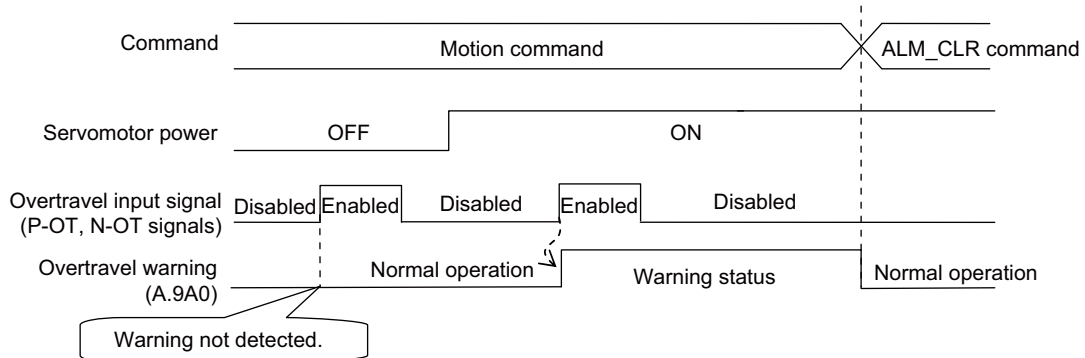 Command
Motion command
ALM_CLR command
Servomotor power
OFF
ON
Overtravel input signal
(P-OT, N-OT signals)
Disabled
Enabled
Disabled
Enabled
Disabled
Overtravel warning
(A.9A0)
Normal operation
Warning status
Normal operation
Warning not detected.